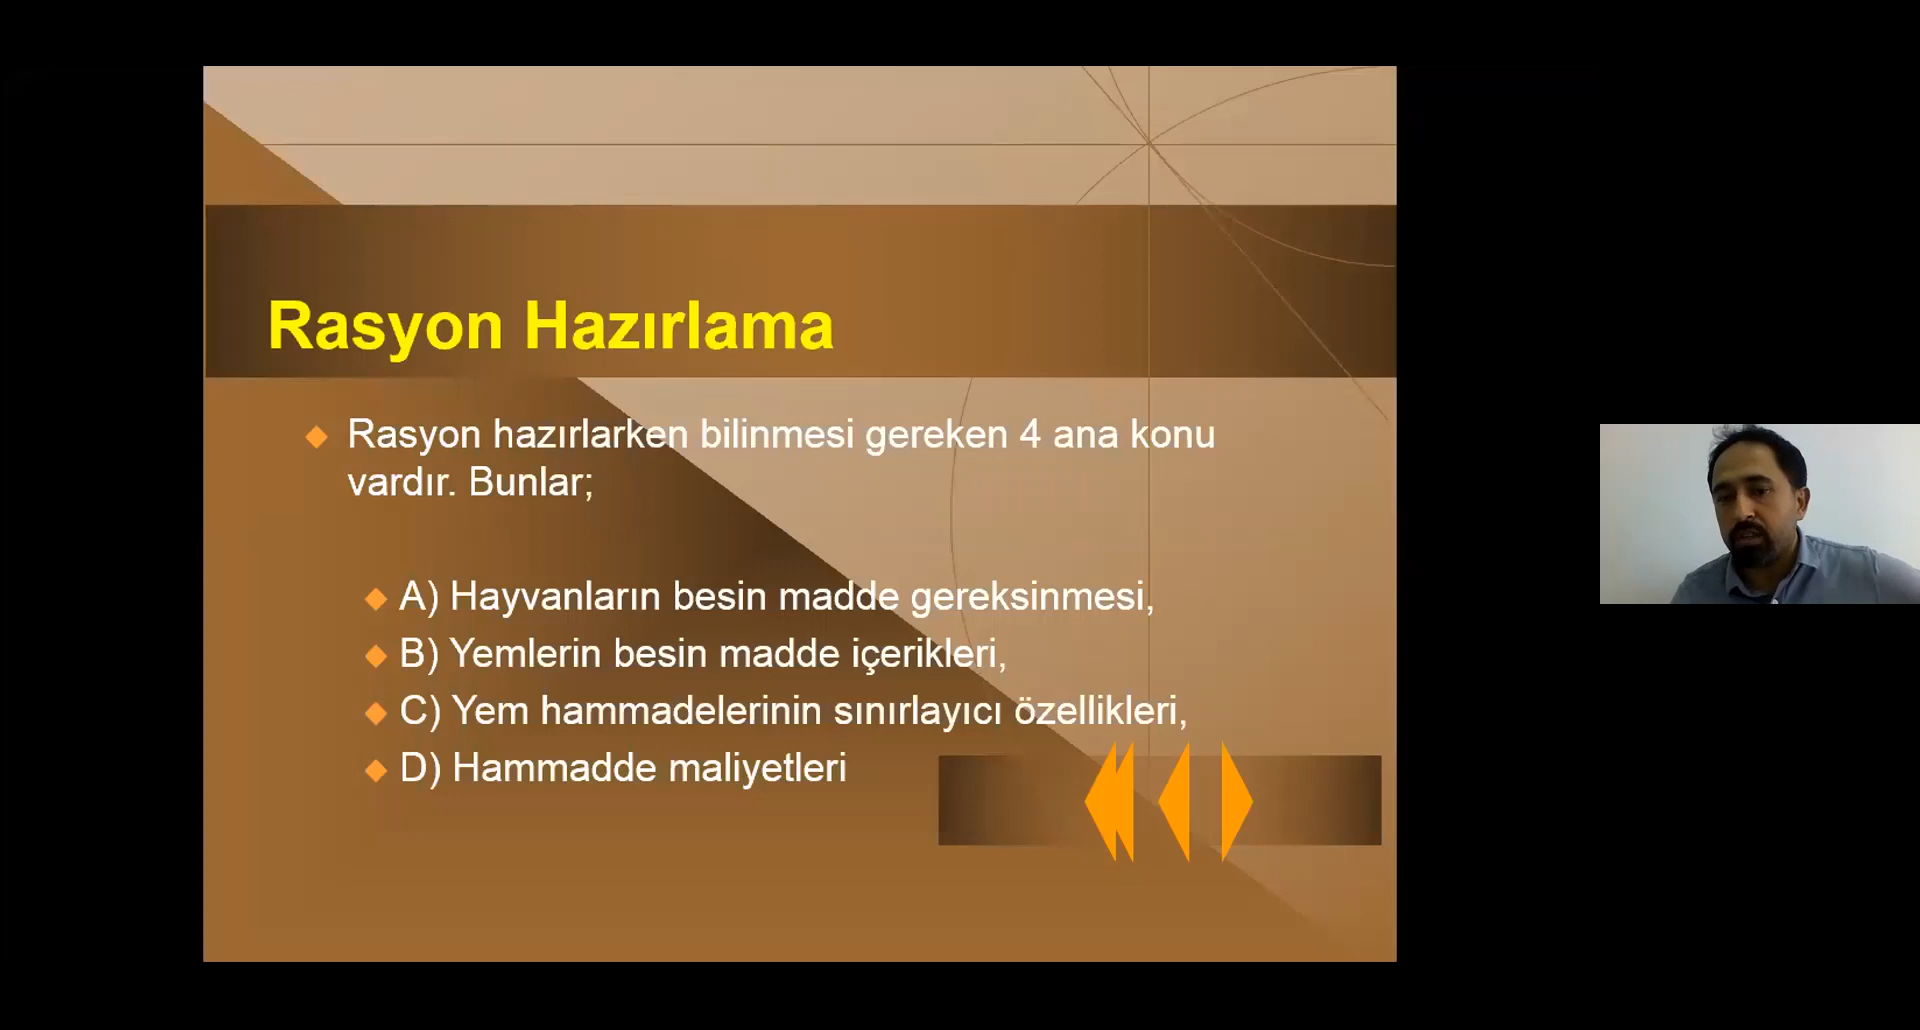 Rasyon Hazırlama
Rasyon hazırlarken bilinmesi gereken 4 ana konu
vardır. Bunlar;
A) Hayvanların besin madde gereksinmesi,
B) Yemlerin besin madde içerikleri,
C) Yem hammadelerinin sınırlayıcı özellikleri,
D) Hammadde maliyetleri